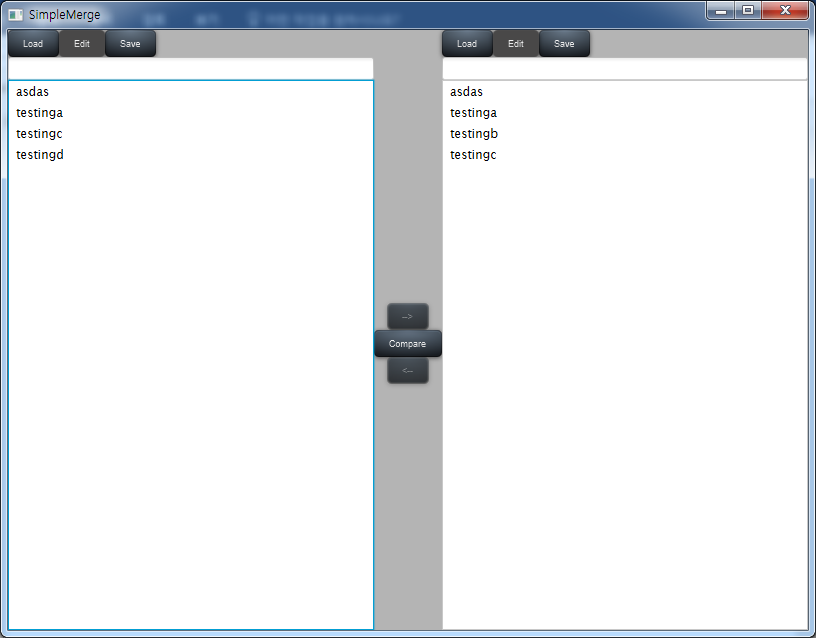 SimpleMerge
Load Edit Save
Load Edit Save
asdas
testinga
testingc
testingd
-->
Compare
<--
asdas
testinga
testingb
testingc